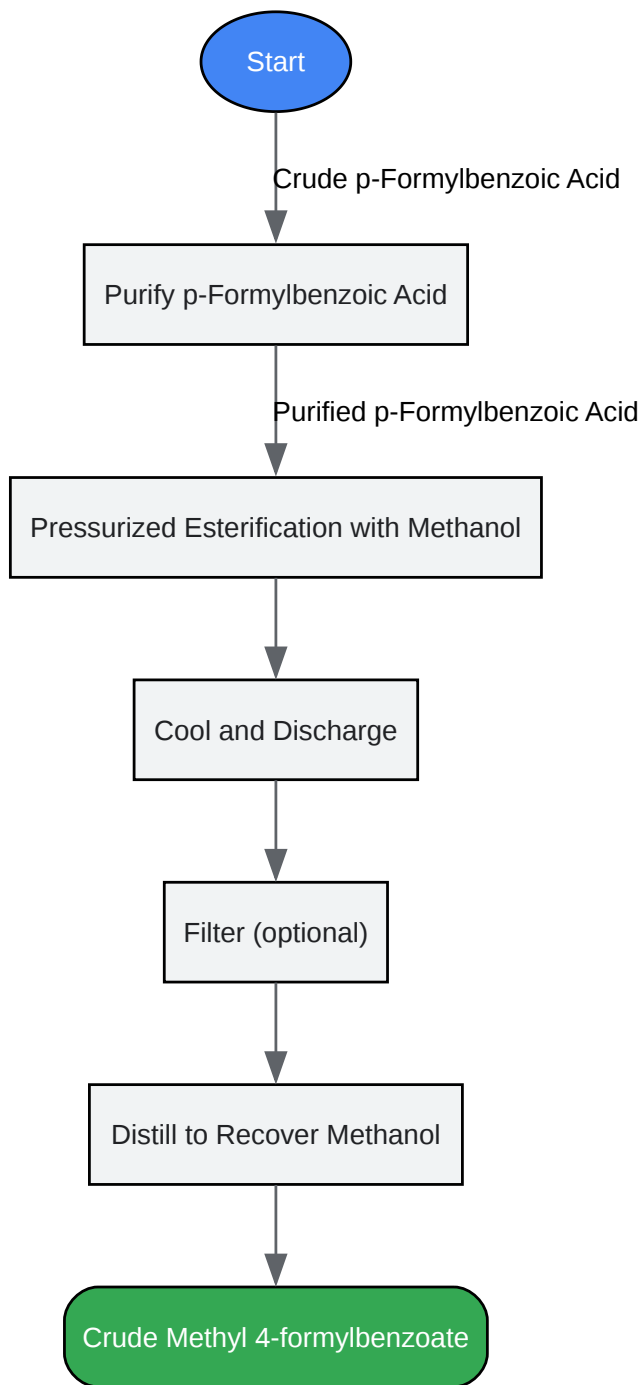 Start
Crude p-Formylbenzoic Acid
Purify p-Formylbenzoic Acid
Purified p-Formylbenzoic Acid
Pressurized Esterification with Methanol
Cool and Discharge
Filter (optional)
Distill to Recover Methanol
Crude Methyl 4-formylbenzoate